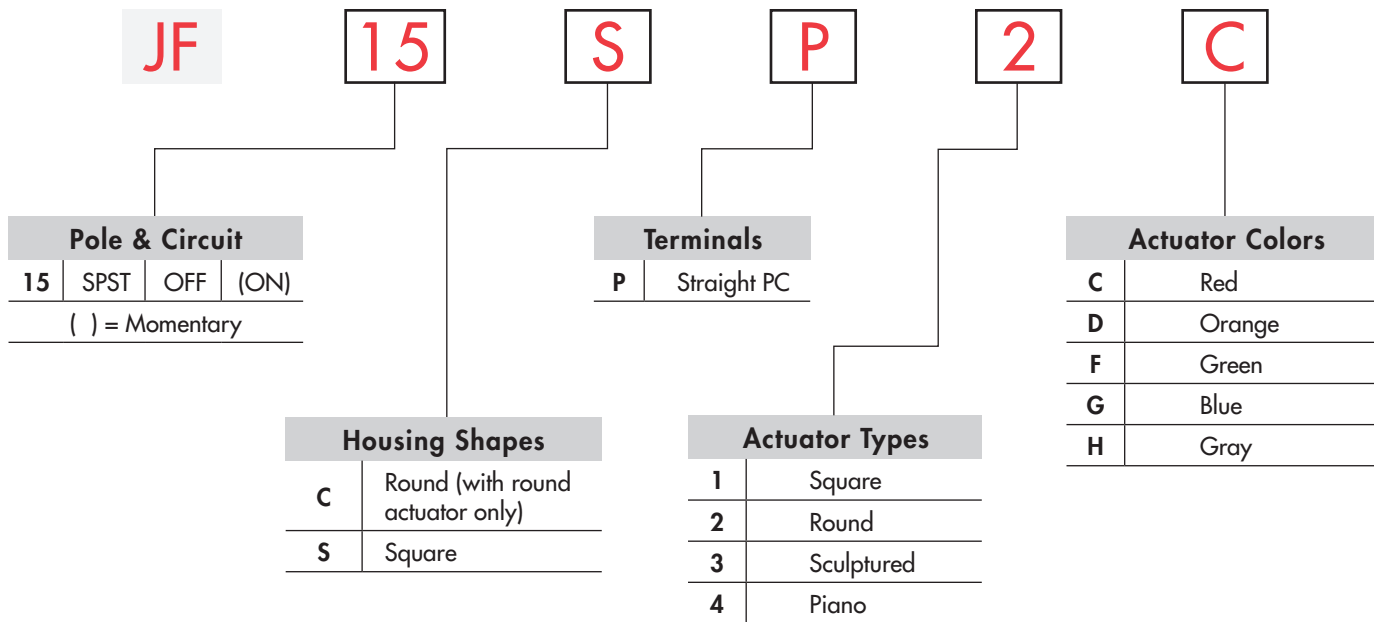 JF 15 S P 2 C
Pole & Circuit
15 SPST OFF (ON)
( ) = Momentary
Terminals
P Straight PC
Actuator Colors
C Red
D Orange
F Green
G Blue
H Gray
Housing Shapes
C Round (with round
actuator only)
S Square
Actuator Types
1 Square
2 Round
3 Sculptured
4 Piano